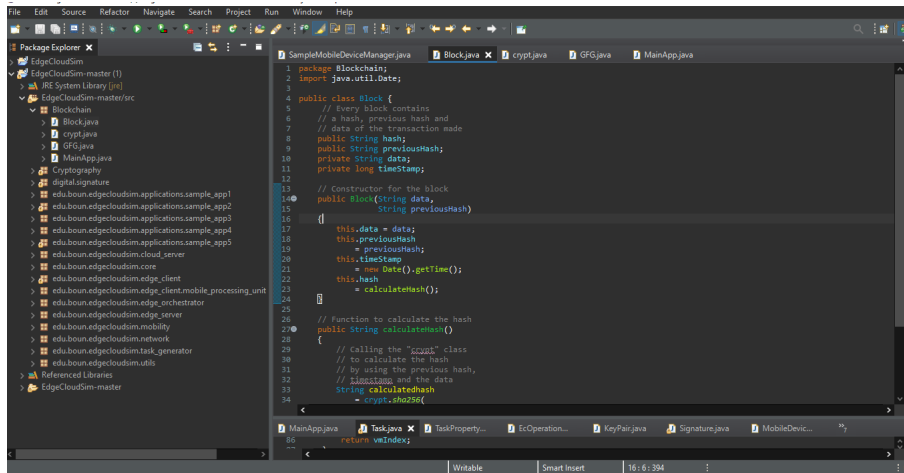 File Edit Source Refactor Navigate Search Project Run Window Help
Package Explorer
EdgeCloudSim
EdgeCloudSim-master (1)
JRE System Library [jre]
EdgeCloudSim-master/src
Blockchain
Block.java
crypt.java
GFG.java
MainApp.java
Cryptography
digital.signature
edu.boun.edgecloudsim.applications.sample_app1
edu.boun.edgecloudsim.applications.sample_app2
edu.boun.edgecloudsim.applications.sample_app3
edu.boun.edgecloudsim.applications.sample_app4
edu.boun.edgecloudsim.applications.sample_app5
edu.boun.edgecloudsim.cloud_server
edu.boun.edgecloudsim.core
edu.boun.edgecloudsim.edge_client
edu.boun.edgecloudsim.edge_client.mobile_processing_unit
edu.boun.edgecloudsim.edge_orchestrator
edu.boun.edgecloudsim.edge_server
edu.boun.edgecloudsim.mobility
edu.boun.edgecloudsim.network
edu.boun.edgecloudsim.task_generator
edu.boun.edgecloudsim.utils
Referenced Libraries
EdgeCloudSim-master
SampleMobileDeviceManager.java Block.java crypt.java GFG.java MainApp.java
1 package Blockchain;
2 import java.util.Date;
3
4 public class Block {
5 // Every block contains
6 // a hash, previous hash and
7 // data of the transaction made
8 public String hash;
9 public String previousHash;
10 private String data;
11 private long timeStamp;
12
13 // Constructor for the block
14 public Block(String data,
15 String previousHash)
16 {
17 this.data = data;
18 this.previousHash
19 = previousHash;
20 this.timeStamp
21 = new Date().getTime();
22 this.hash
23 = calculateHash();
24 }
25
26 // Function to calculate the hash
27 public String calculateHash()
28 {
29 // Calling the "crypt" class
30 // to calculate the hash
31 // by using the previous hash,
32 // timestamp and the data
33 String calculatedhash
34 = crypt.sha256(
MainApp.java Task.java TaskProperty... EcOperation... KeyPair.java Signature.java MobileDevic...
86 return vmIndex;
Writable Smart Insert 16 : 6 : 394